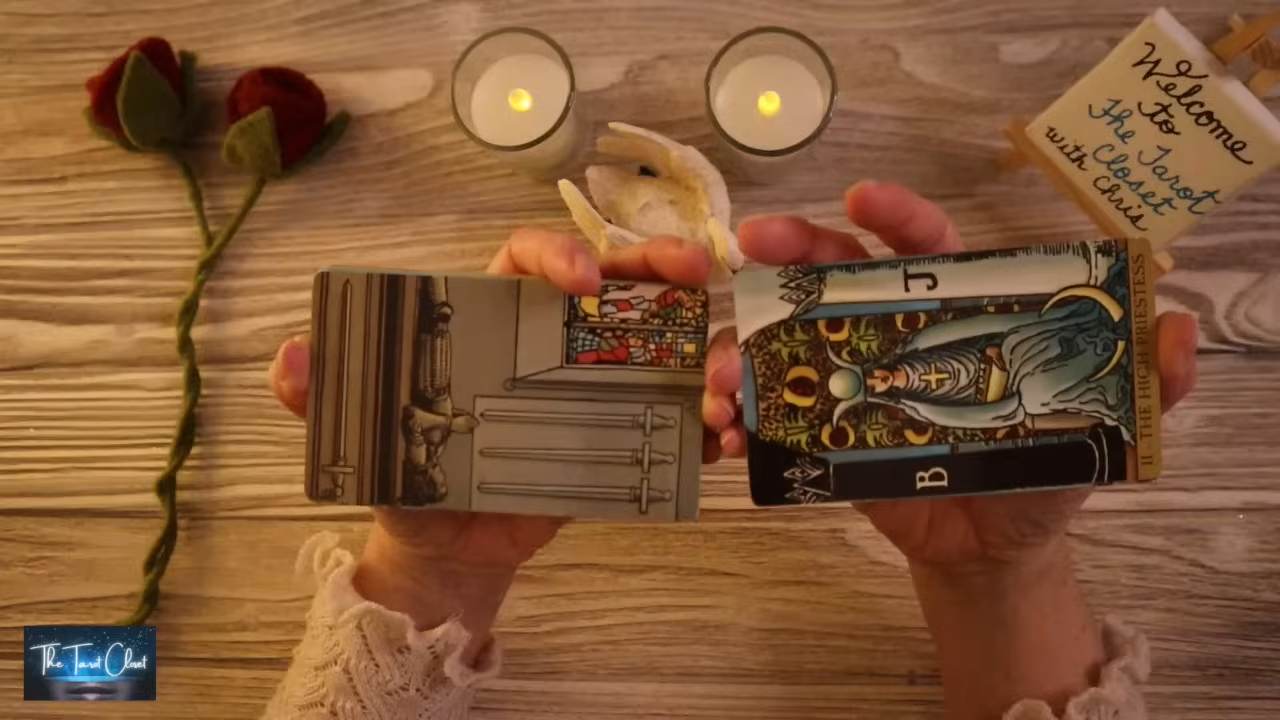 Welcome
to
The Tarot
Closet
with Chris
J
B
II THE HIGH PRIESTESS
The Tarot Closet